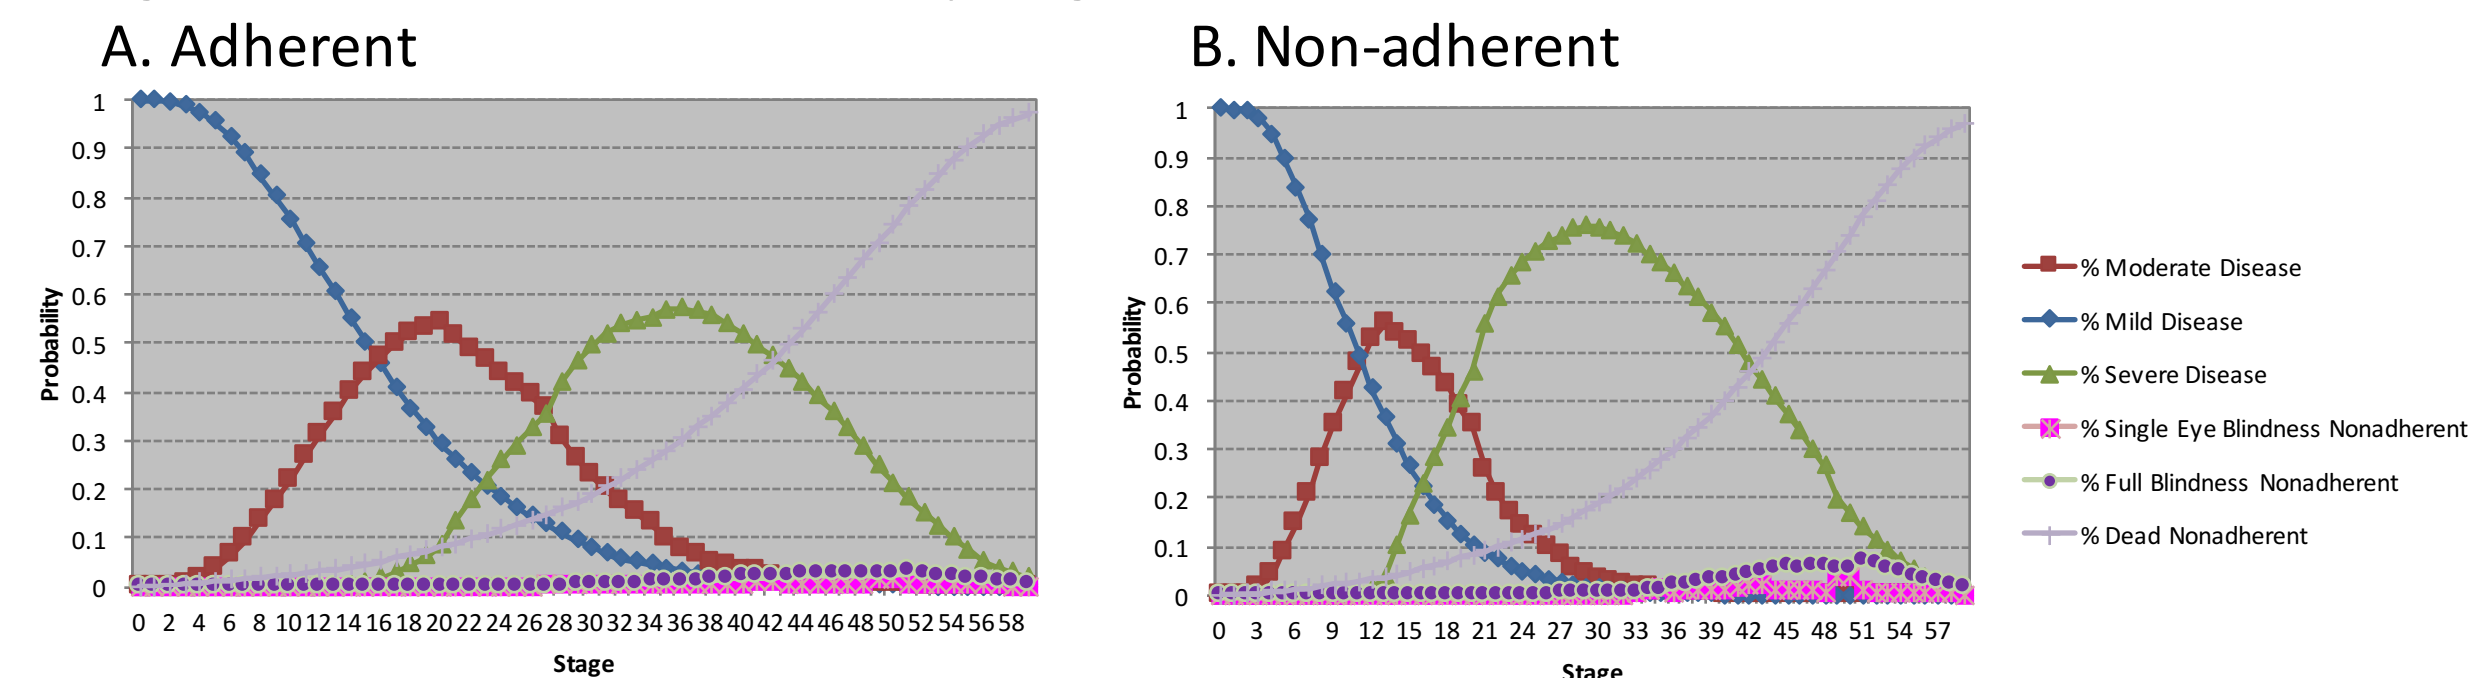 A. Adherent
B. Non-adherent
1
0.9
0.8
0.7
0.6
0.5
0.4
0.3
0.2
0.1
0
Probability
0 2 4 6 8 10 12 14 16 18 20 22 24 26 28 30 32 34 36 38 40 42 44 46 48 50 52 54 56 58
Stage
1
0.9
0.8
0.7
0.6
0.5
0.4
0.3
0.2
0.1
0
Probability
0 3 6 9 12 15 18 21 24 27 30 33 36 39 42 45 48 51 54 57
Stage
% Moderate Disease
% Mild Disease
% Severe Disease
% Single Eye Blindness Nonadherent
% Full Blindness Nonadherent
% Dead Nonadherent